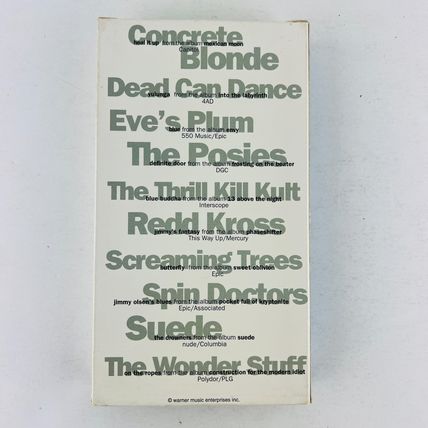 Concrete
heal it up from the album mexican moon
Capitol
Blonde
Dead Can Dance
yulunga from the album into the labyrinth
4AD
Eve's Plum
blue from the album envy
550 Music/Epic
The Posies
definite door from the album frosting on the beater
DGC
The Thrill Kill Kult
blue buddha from the album 13 above the night
Interscope
Redd Kross
jimmy's fantasy from the album phaseshifter
This Way Up/Mercury
Screaming Trees
butterfly from the album sweet oblivion
Epic
Spin Doctors
jimmy olsen's blues from the album pocket full of kryptonite
Epic/Associated
Suede
the drowners from the album suede
nude/Columbia
The Wonder Stuff
on the ropes from the album construction for the modern idiot
Polydor/PLG
© warner music enterprises inc.